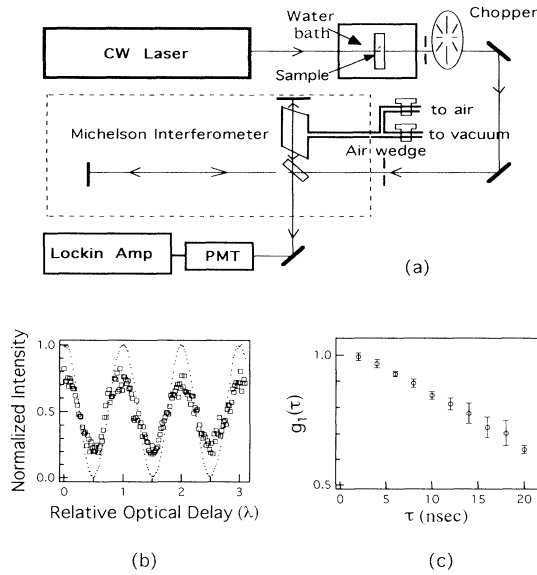 Water
bath
Chopper
CW Laser
Sample
Michelson Interferometer
to air
to vacuum
Air wedge
Lockin Amp
PMT
(a)
Normalized Intensity
1.0
0.5
0.0
0 1 2 3
Relative Optical Delay (λ)
(b)
g₁(τ)
1.0
0.5
0 5 10 15 20
τ (nsec)
(c)